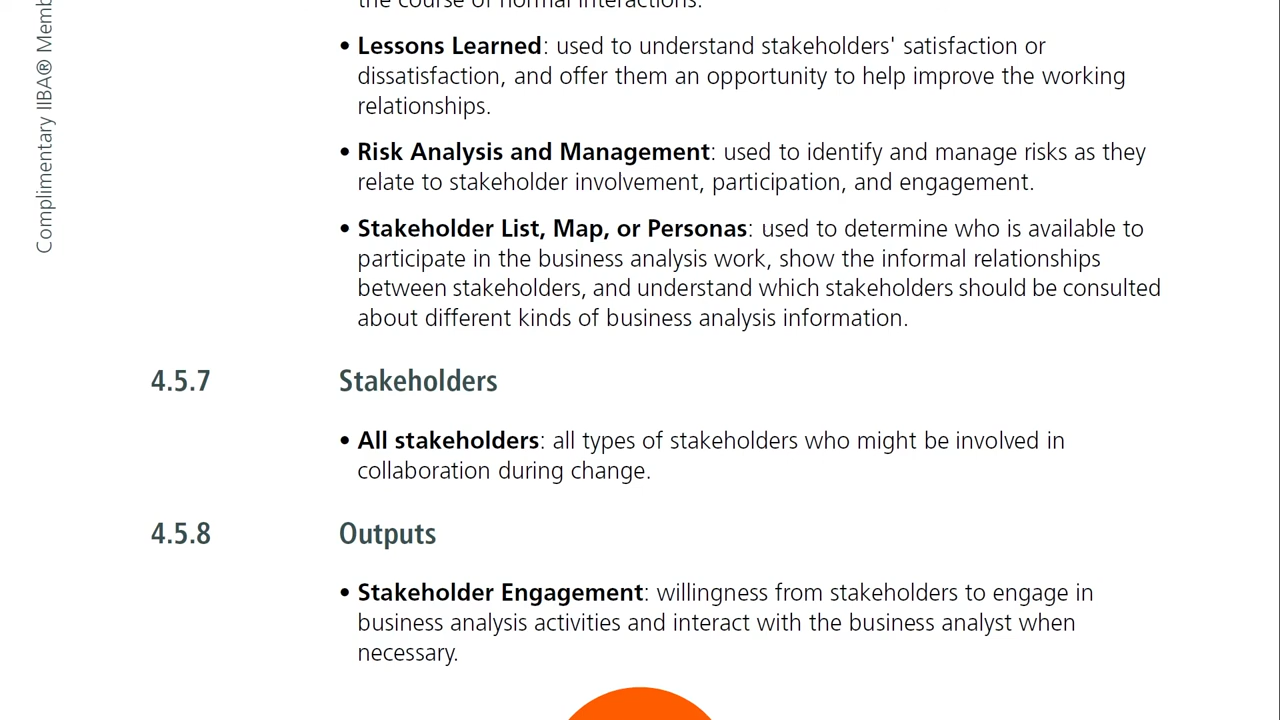 the course of normal interactions.
• Lessons Learned: used to understand stakeholders' satisfaction or
dissatisfaction, and offer them an opportunity to help improve the working
relationships.
• Risk Analysis and Management: used to identify and manage risks as they
relate to stakeholder involvement, participation, and engagement.
• Stakeholder List, Map, or Personas: used to determine who is available to
participate in the business analysis work, show the informal relationships
between stakeholders, and understand which stakeholders should be consulted
about different kinds of business analysis information.
4.5.7 Stakeholders
• All stakeholders: all types of stakeholders who might be involved in
collaboration during change.
4.5.8 Outputs
• Stakeholder Engagement: willingness from stakeholders to engage in
business analysis activities and interact with the business analyst when
necessary.
Complimentary IIBA® Memb